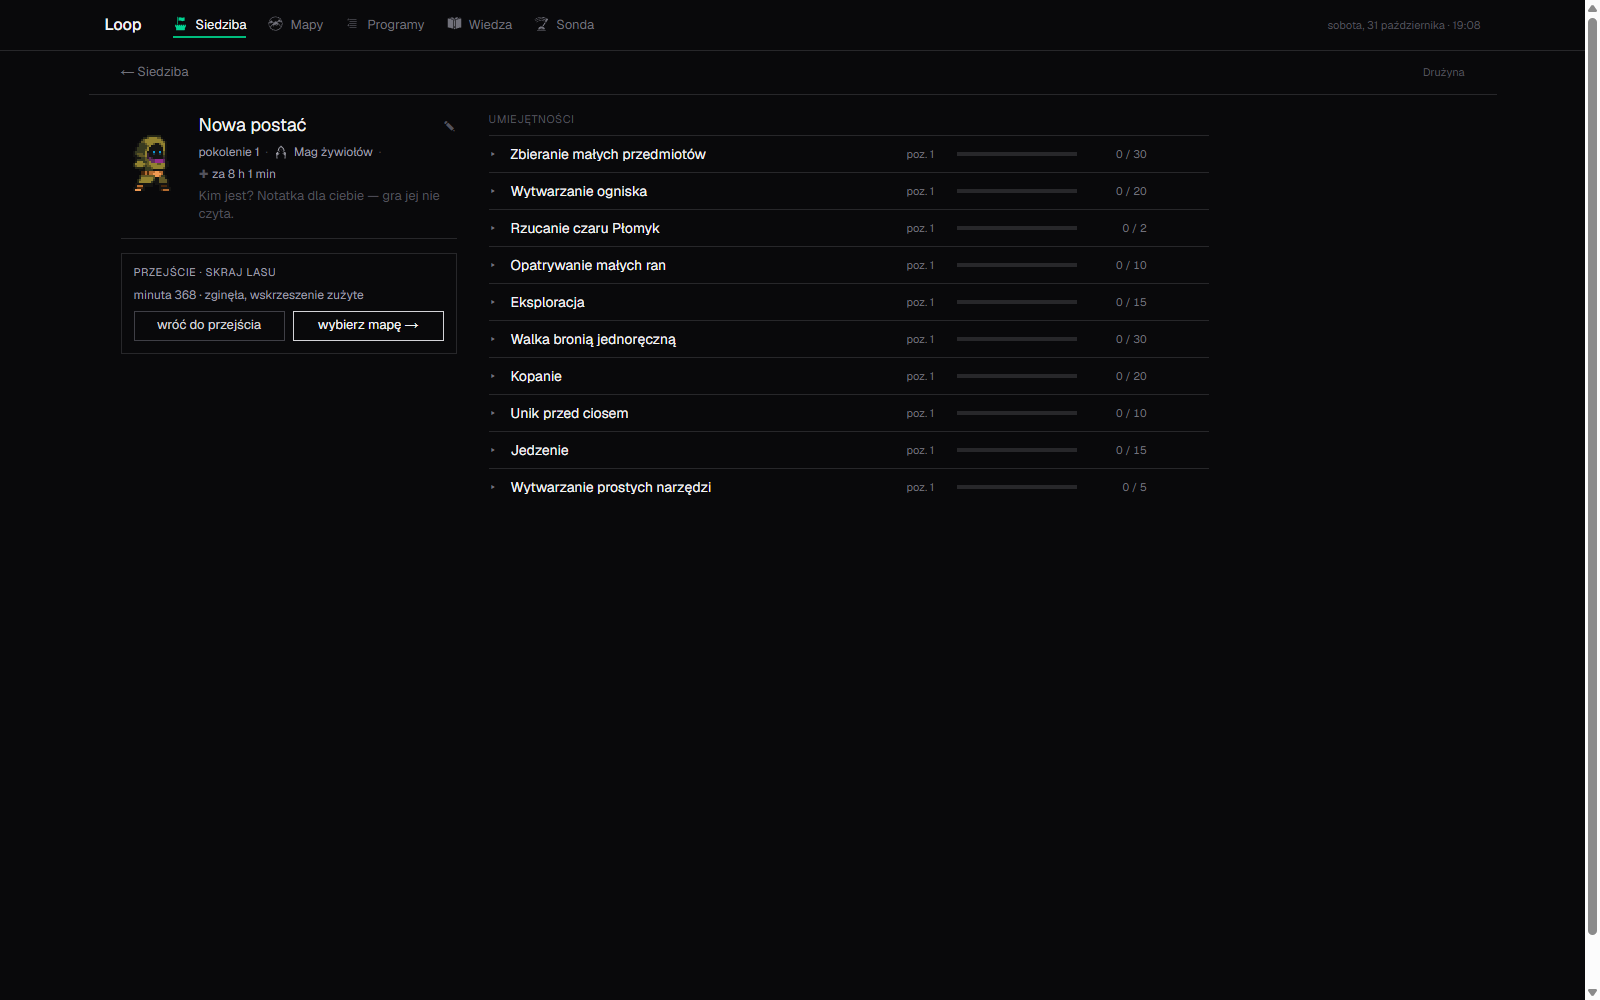 Loop Siedziba Mapy Programy Wiedza Sonda sobota, 31 października · 19:08
← Siedziba Drużyna
Nowa postać
pokolenie 1 · Mag żywiołów ·
za 8 h 1 min
Kim jest? Notatka dla ciebie — gra jej nie
czyta.
PRZEJŚCIE · SKRAJ LASU
minuta 368 · zginęła, wskrzeszenie zużyte
wróć do przejścia wybierz mapę →
UMIEJĘTNOŚCI
Zbieranie małych przedmiotów poz. 1 0 / 30
Wytwarzanie ogniska poz. 1 0 / 20
Rzucanie czaru Płomyk poz. 1 0 / 2
Opatrywanie małych ran poz. 1 0 / 10
Eksploracja poz. 1 0 / 15
Walka bronią jednoręczną poz. 1 0 / 30
Kopanie poz. 1 0 / 20
Unik przed ciosem poz. 1 0 / 10
Jedzenie poz. 1 0 / 15
Wytwarzanie prostych narzędzi poz. 1 0 / 5